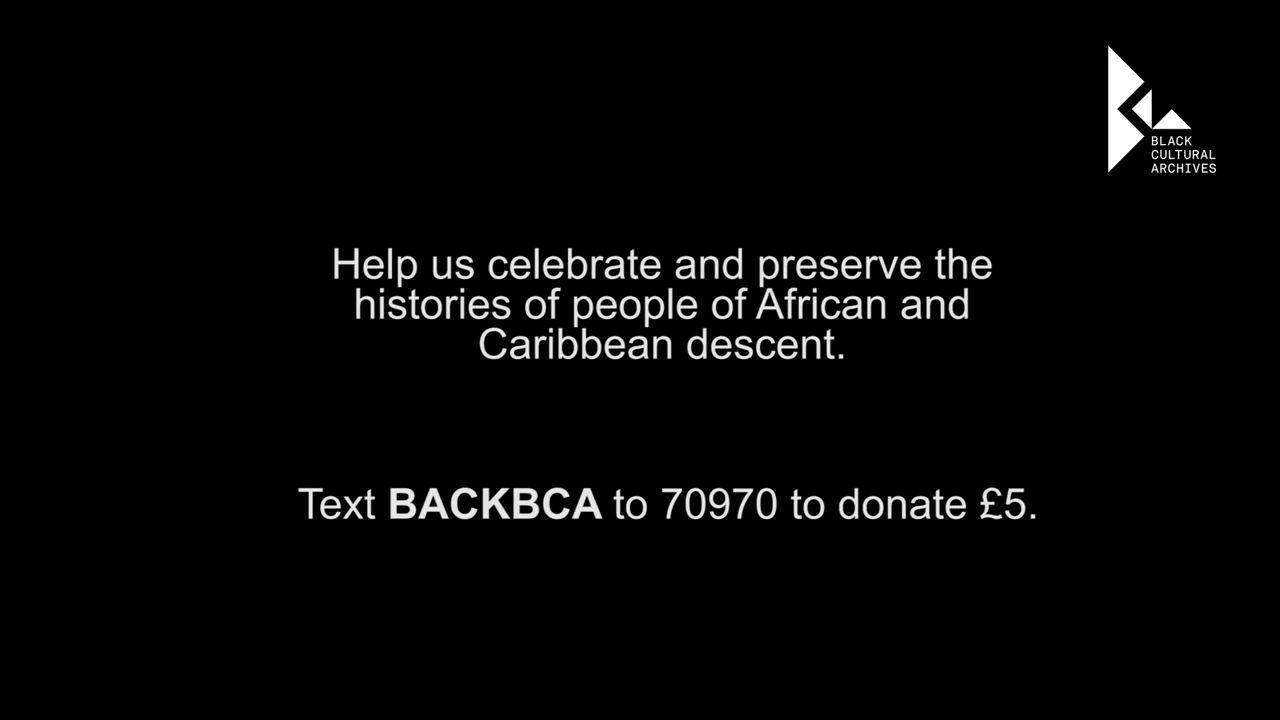 BLACK
CULTURAL
ARCHIVES
Help us celebrate and preserve the
histories of people of African and
Caribbean descent.
Text BACKBCA to 70970 to donate £5.